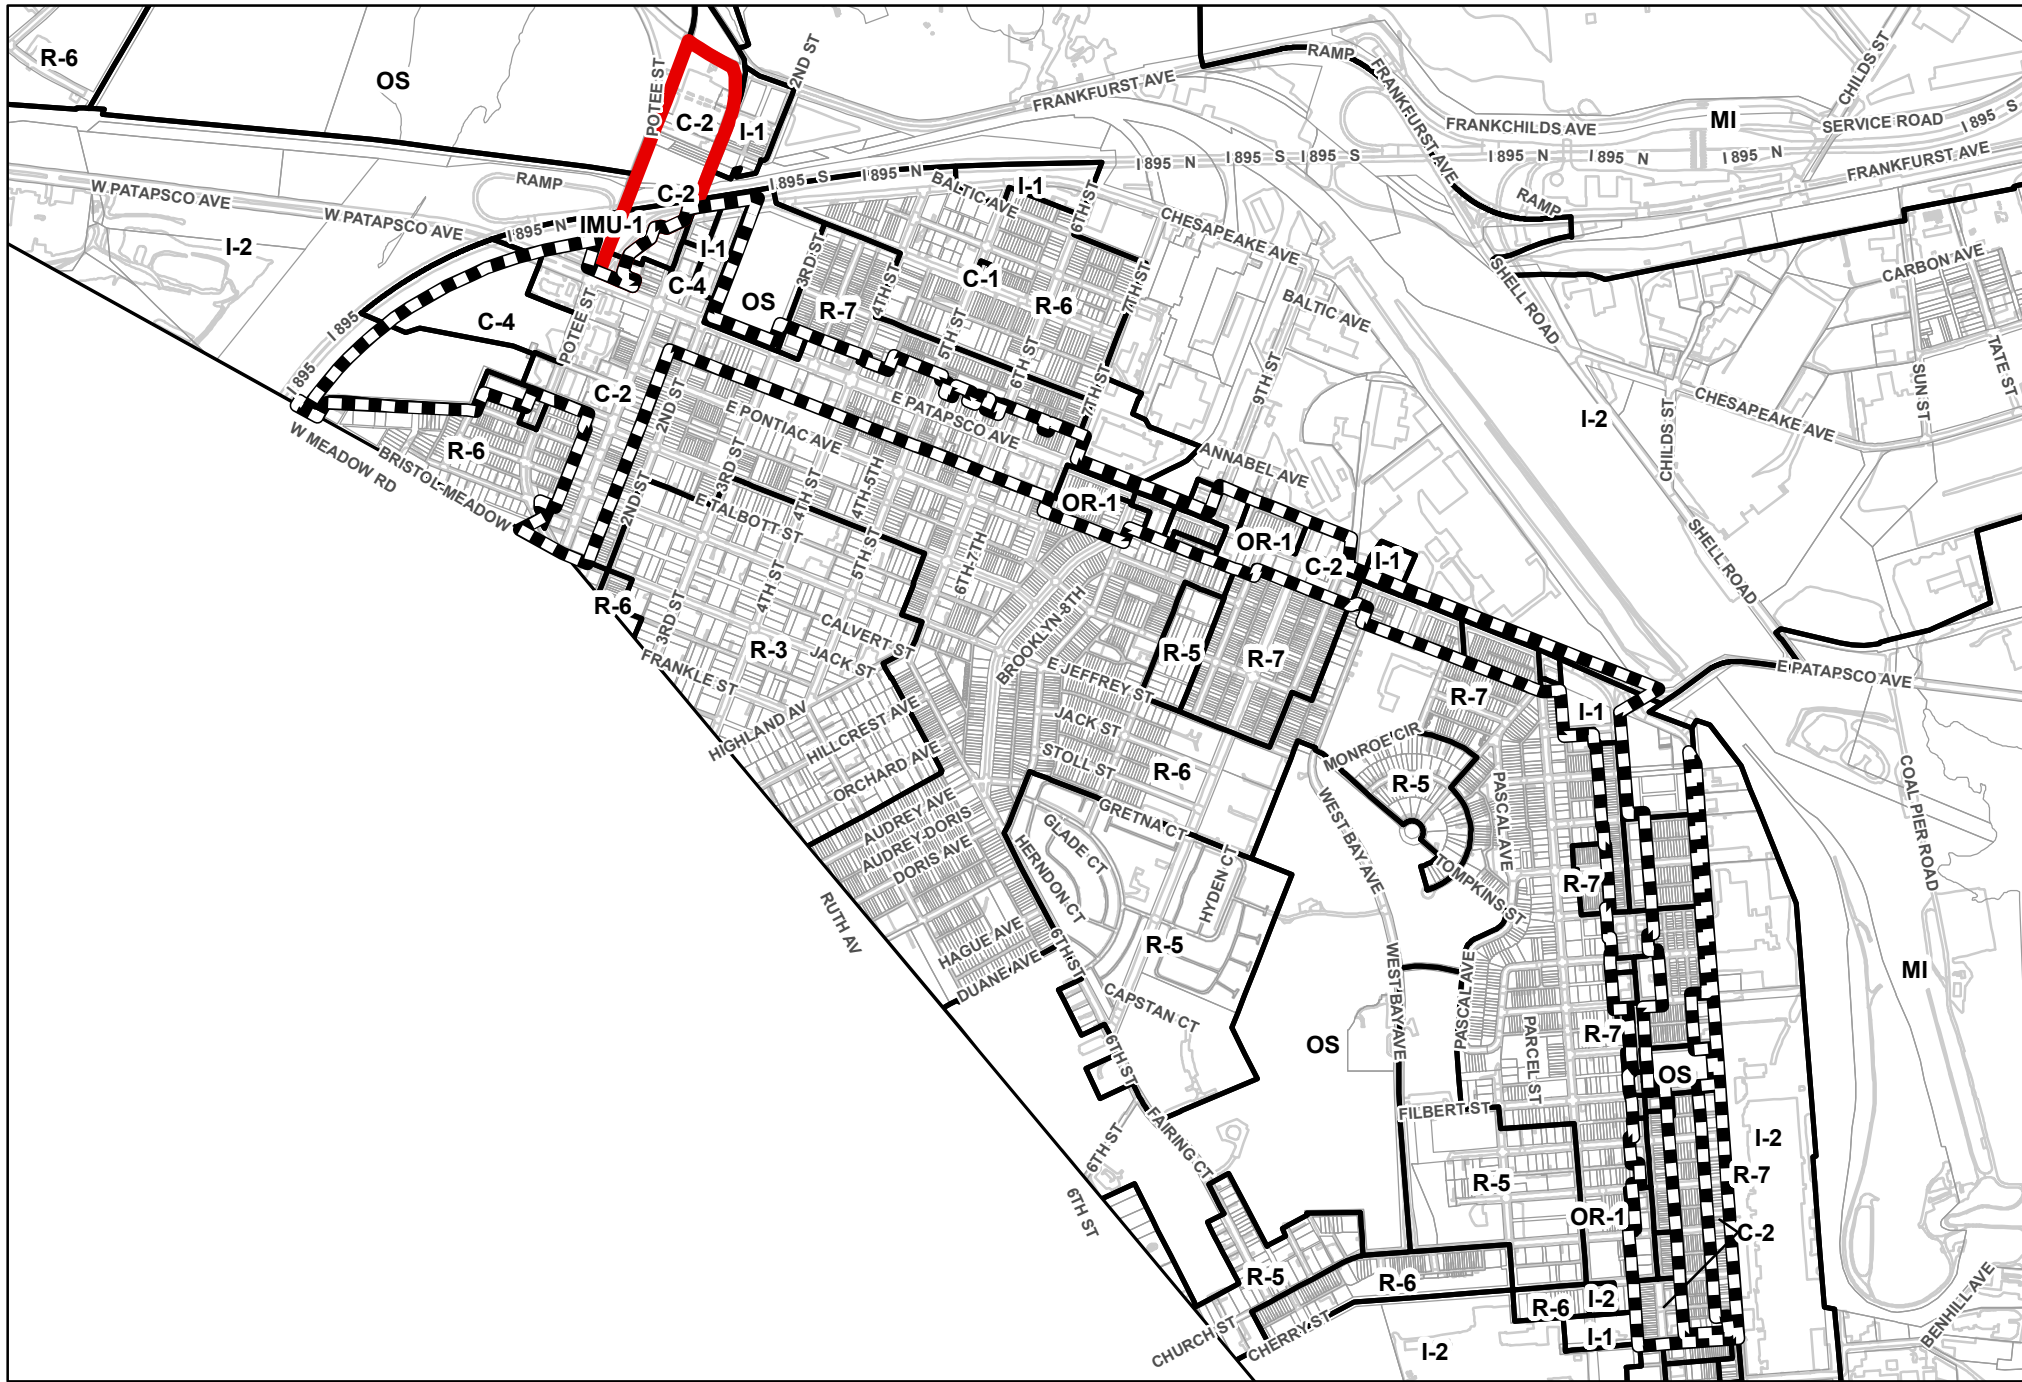 R-6
OS
POTEE ST
C-2
I-1
2ND ST
FRANKFURST AVE
RAMP
FRANKFURST AVE
FRANKCHILDS AVE
MI
CHILDS ST
SERVICE ROAD
I 895 S
I 895 N
I 895 S
I 895 S
I 895 N
I 895 N
I 895 N
FRANKFURST AVE
W PATAPSCO AVE
RAMP
W PATAPSCO AVE
I 895 N
IMU-1
C-2
I 895 S
I 895 N
BALTIC AVE
I-1
6TH ST
CHESAPEAKE AVE
RAMP
I-2
I-1
C-4
OS
3RD ST
R-7
4TH ST
C-1
R-6
7TH ST
BALTIC AVE
SHELL ROAD
CARBON AVE
I 895
C-4
POTEE ST
5TH ST
6TH ST
7TH ST
9TH ST
SUN ST
TATE ST
I 895
C-2
2ND ST
E PONTIAC AVE
E PATAPSCO AVE
I-2
CHILDS ST
CHESAPEAKE AVE
W MEADOW RD
BRISTOL-MEADOW
R-6
2ND ST
3RD ST
E TALBOTT ST
4TH ST
4TH-5TH
ANNABEL AVE
OR-1
OR-1
C-2
I-1
SHELL ROAD
R-6
3RD ST
4TH ST
5TH ST
6TH-7TH
BROOKLYN-8TH
CALVERT ST
R-3
JACK ST
FRANKLE ST
E JEFFREY ST
R-5
R-7
E PATAPSCO AVE
HIGHLAND AV
HILLCREST AVE
ORCHARD AVE
JACK ST
STOLL ST
R-6
GRETNA CT
MONROE CIR
R-7
I-1
R-5
PASCAL AVE
WEST BAY AVE
COAL PIER ROAD
AUDREY AVE
AUDREY-DORIS
DORIS AVE
GLADE CT
HERNDON CT
HYDEN CT
TOMPKINS ST
R-7
RUTH AV
HAGUE AVE
DUANE AVE
6TH ST
R-5
CAPSTAN CT
WEST BAY AVE
PASCAL AVE
MI
6TH ST
OS
PARCEL ST
R-7
OS
FILBERT ST
FAIRING CT
6TH ST
6TH ST
I-2
R-7
R-5
OR-1
C-2
R-5
R-6
CHURCH ST
CHERRY ST
R-6
I-2
I-1
I-2
BENHILL AVE